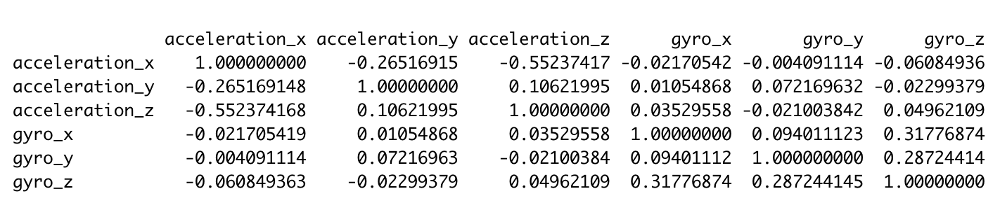 acceleration_x acceleration_y acceleration_z gyro_x gyro_y gyro_z
acceleration_x 1.000000000 -0.26516915 -0.55237417 -0.02170542 -0.004091114 -0.06084936
acceleration_y -0.265169148 1.00000000 0.10621995 0.01054868 0.072169632 -0.02299379
acceleration_z -0.552374168 0.10621995 1.00000000 0.03529558 -0.021003842 0.04962109
gyro_x -0.021705419 0.01054868 0.03529558 1.00000000 0.094011123 0.31776874
gyro_y -0.004091114 0.07216963 -0.02100384 0.09401112 1.000000000 0.28724414
gyro_z -0.060849363 -0.02299379 0.04962109 0.31776874 0.287244145 1.00000000